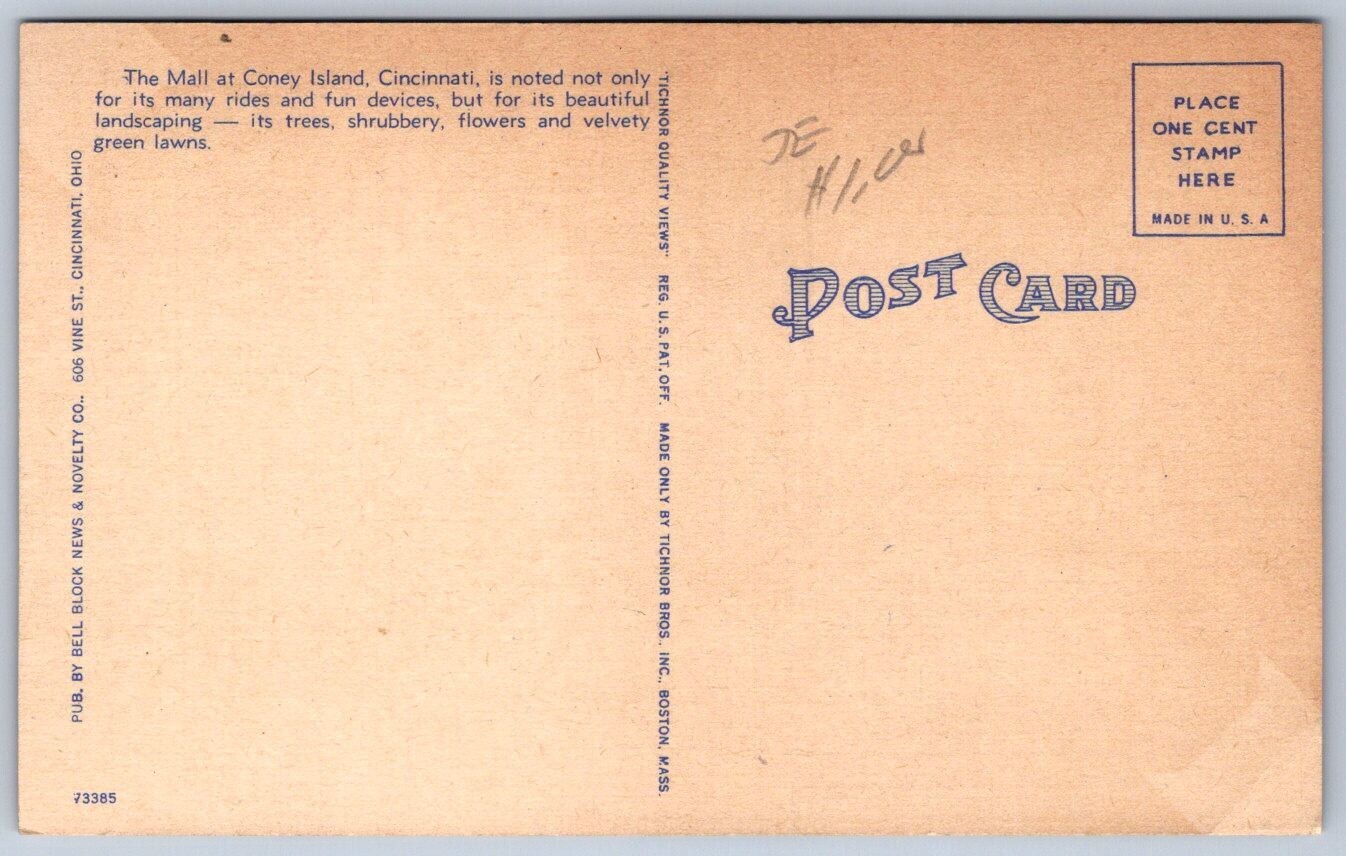 The Mall at Coney Island, Cincinnati, is noted not only
for its many rides and fun devices, but for its beautiful
landscaping — its trees, shrubbery, flowers and velvety
green lawns.
PUB. BY BELL BLOCK NEWS & NOVELTY CO., 606 VINE ST., CINCINNATI, OHIO
73385
"TICHNOR QUALITY VIEWS" REG. U. S. PAT. OFF. MADE ONLY BY TICHNOR BROS., INC., BOSTON, MASS.
POST CARD
PLACE
ONE CENT
STAMP
HERE
MADE IN U. S. A